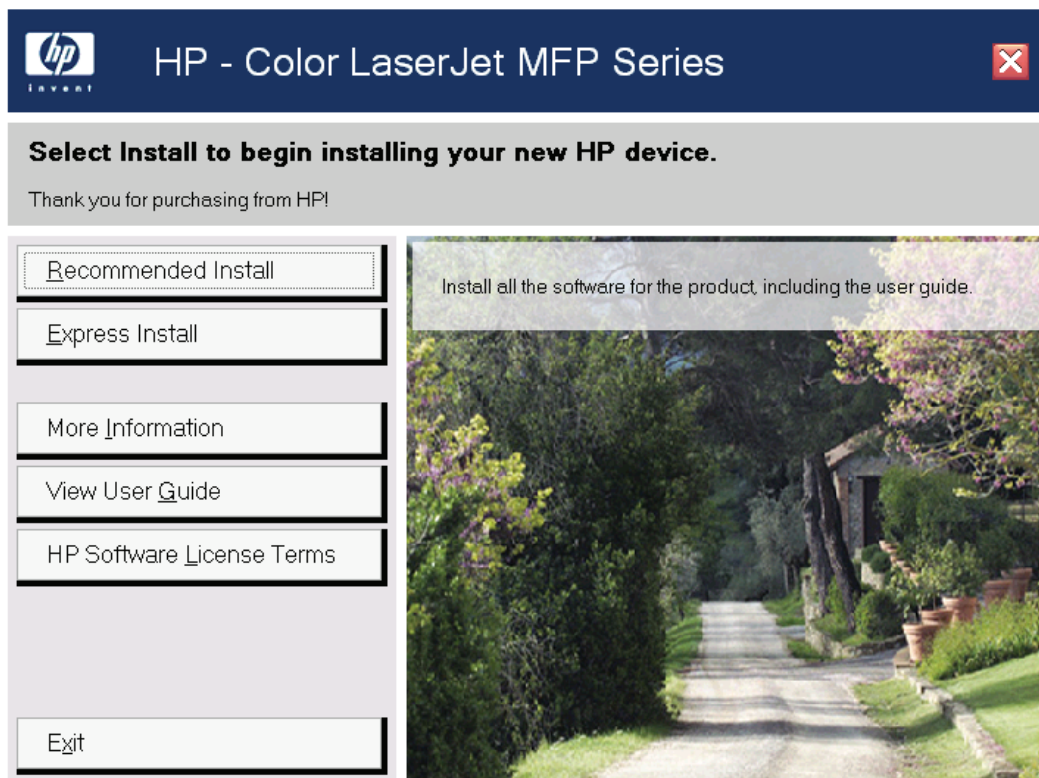 hp
invent
HP - Color LaserJet MFP Series
Select Install to begin installing your new HP device.
Thank you for purchasing from HP!
Recommended Install
Install all the software for the product, including the user guide.
Express Install
More Information
View User Guide
HP Software License Terms
Exit